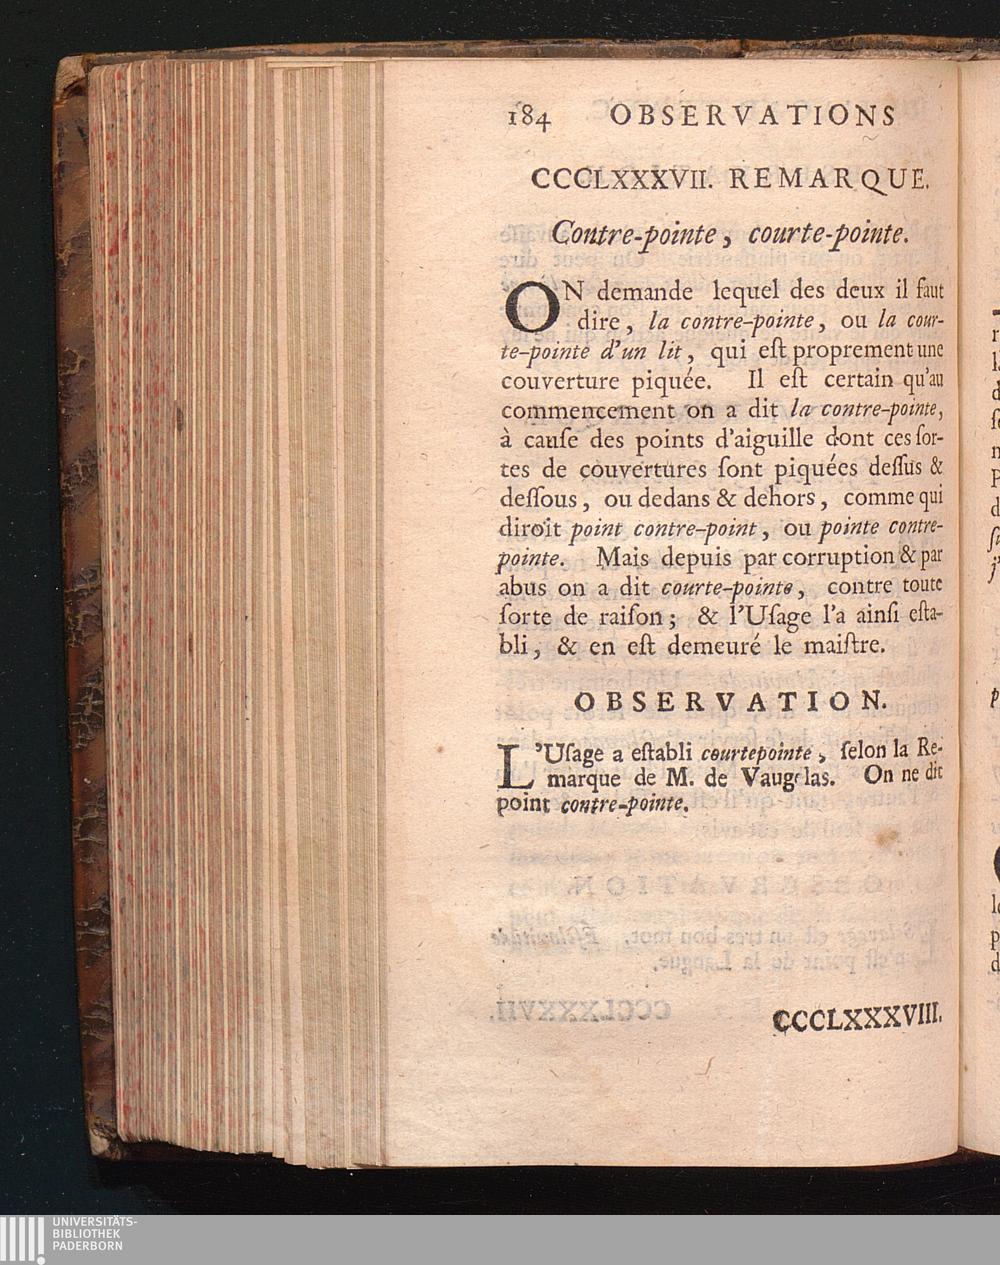 184 OBSERVATIONS
CCCLXXXVII. REMARQUE.
Contre-pointe, courte-pointe.
ON demande lequel des deux il faut
dire, la contre-pointe, ou la cour-
te-pointe d'un lit, qui eſt proprement une
couverture piquée. Il eſt certain qu'au
commencement on a dit la contre-pointe,
à cauſe des points d'aiguille dont ces ſor-
tes de couvertures ſont piquées deſſus &
deſſous, ou dedans & dehors, comme qui
diroit point contre-point, ou pointe contre-
pointe. Mais depuis par corruption & par
abus on a dit courte-pointe, contre toute
ſorte de raiſon; & l'Uſage l'a ainſi eſta-
bli, & en eſt demeuré le maiſtre.
OBSERVATION.
L'Uſage a eſtabli courtepointe, ſelon la Re-
marque de M. de Vaugelas. On ne dit
point contre-pointe.
CCCLXXXVIII.
UNIVERSITÄTS-
BIBLIOTHEK
PADERBORN